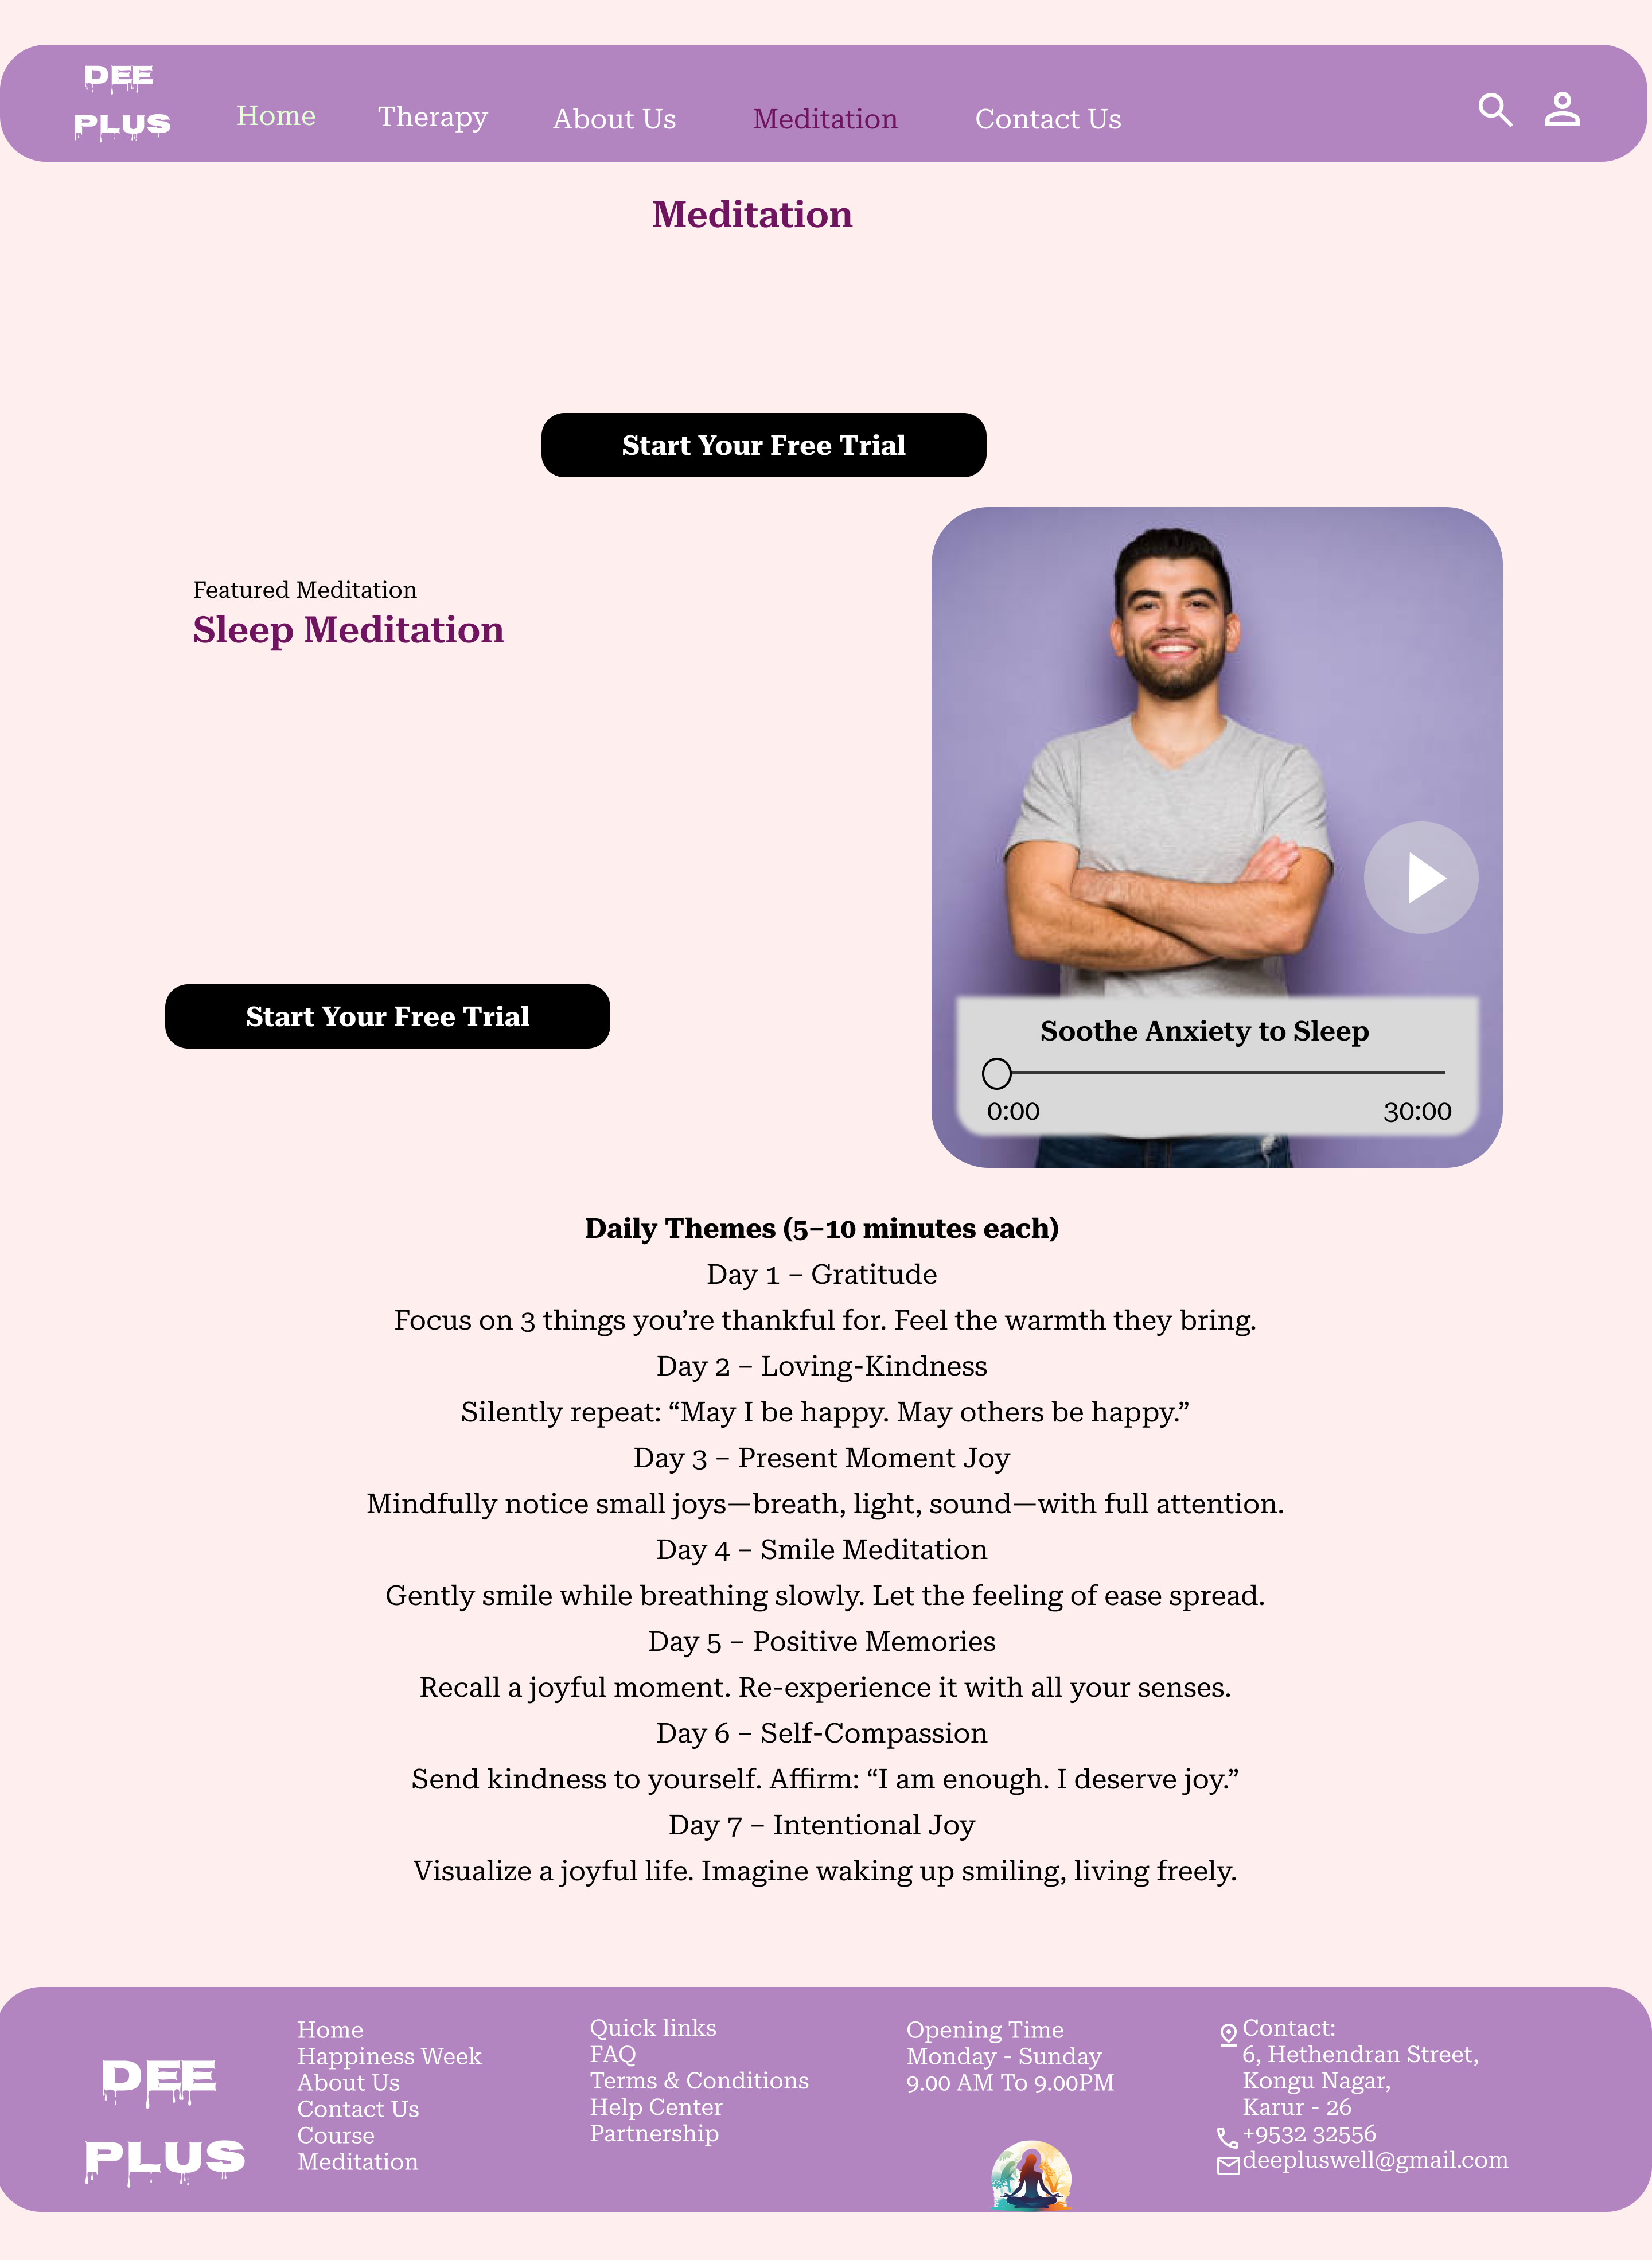 DEE
PLUS
Home
Therapy
About Us
Meditation
Contact Us
Meditation
Start Your Free Trial
Featured Meditation
Sleep Meditation
Start Your Free Trial
Soothe Anxiety to Sleep
0:00
30:00
Daily Themes (5–10 minutes each)
Day 1 – Gratitude
Focus on 3 things you’re thankful for. Feel the warmth they bring.
Day 2 – Loving-Kindness
Silently repeat: “May I be happy. May others be happy.”
Day 3 – Present Moment Joy
Mindfully notice small joys—breath, light, sound—with full attention.
Day 4 – Smile Meditation
Gently smile while breathing slowly. Let the feeling of ease spread.
Day 5 – Positive Memories
Recall a joyful moment. Re-experience it with all your senses.
Day 6 – Self-Compassion
Send kindness to yourself. Affirm: “I am enough. I deserve joy.”
Day 7 – Intentional Joy
Visualize a joyful life. Imagine waking up smiling, living freely.
DEE
PLUS
Home
Happiness Week
About Us
Contact Us
Course
Meditation
Quick links
FAQ
Terms & Conditions
Help Center
Partnership
Opening Time
Monday - Sunday
9.00 AM To 9.00PM
Contact:
6, Hethendran Street,
Kongu Nagar,
Karur - 26
+9532 32556
deepluswell@gmail.com